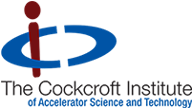 The Cockcroft Institute
of Accelerator Science and Technology